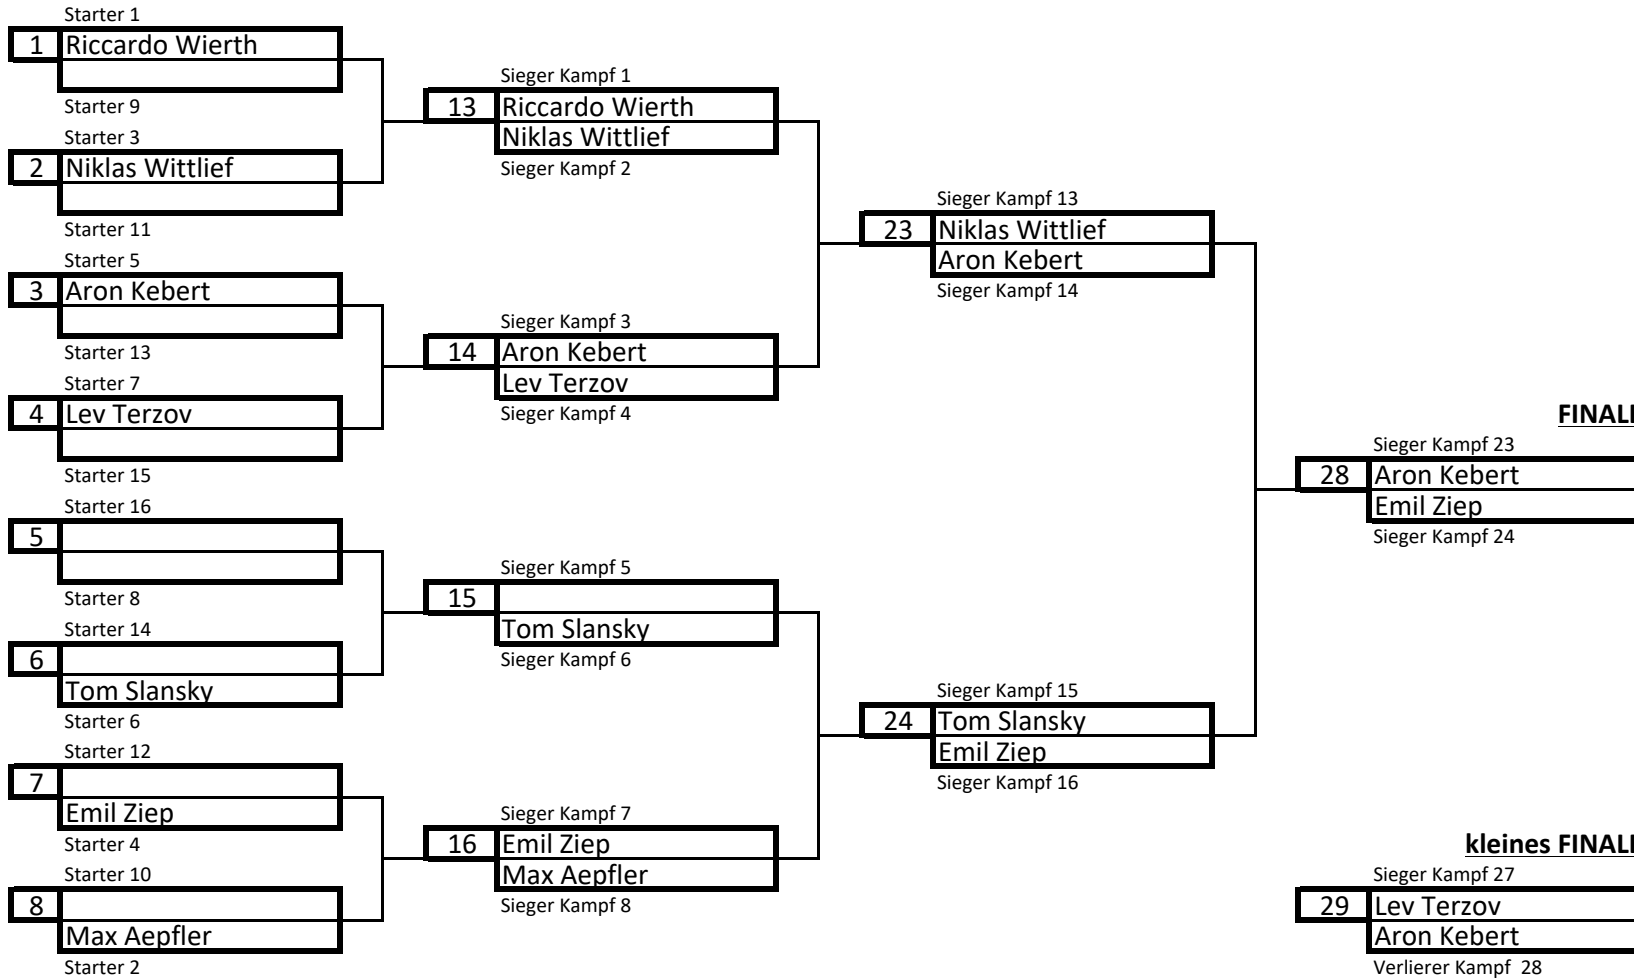 Starter 1
1 Riccardo Wierth
Starter 9
Starter 3
2 Niklas Wittlief
Starter 11
Starter 5
3 Aron Kebert
Starter 13
Starter 7
4 Lev Terzov
Starter 15
Starter 16
5
Starter 8
Starter 14
6
Tom Slansky
Starter 6
Starter 12
7
Emil Ziep
Starter 4
Starter 10
8
Max Aepfler
Starter 2
Sieger Kampf 1
13 Riccardo Wierth
Niklas Wittlief
Sieger Kampf 2
Sieger Kampf 3
14 Aron Kebert
Lev Terzov
Sieger Kampf 4
Sieger Kampf 5
15
Tom Slansky
Sieger Kampf 6
Sieger Kampf 7
16 Emil Ziep
Max Aepfler
Sieger Kampf 8
Sieger Kampf 13
23 Niklas Wittlief
Aron Kebert
Sieger Kampf 14
Sieger Kampf 15
24 Tom Slansky
Emil Ziep
Sieger Kampf 16
FINAL
Sieger Kampf 23
28 Aron Kebert
Emil Ziep
Sieger Kampf 24
kleines FINAL
Sieger Kampf 27
29 Lev Terzov
Aron Kebert
Verlierer Kampf 28